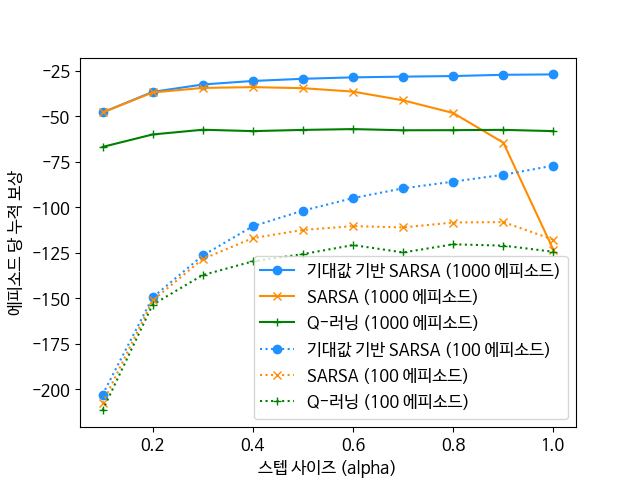 −25
−50
−75
−100
−125
−150
−175
−200
에피소드 당 누적 보상
기대값 기반 SARSA (1000 에피소드)
SARSA (1000 에피소드)
Q-러닝 (1000 에피소드)
기대값 기반 SARSA (100 에피소드)
SARSA (100 에피소드)
Q-러닝 (100 에피소드)
0.2 0.4 0.6 0.8 1.0
스텝 사이즈 (alpha)